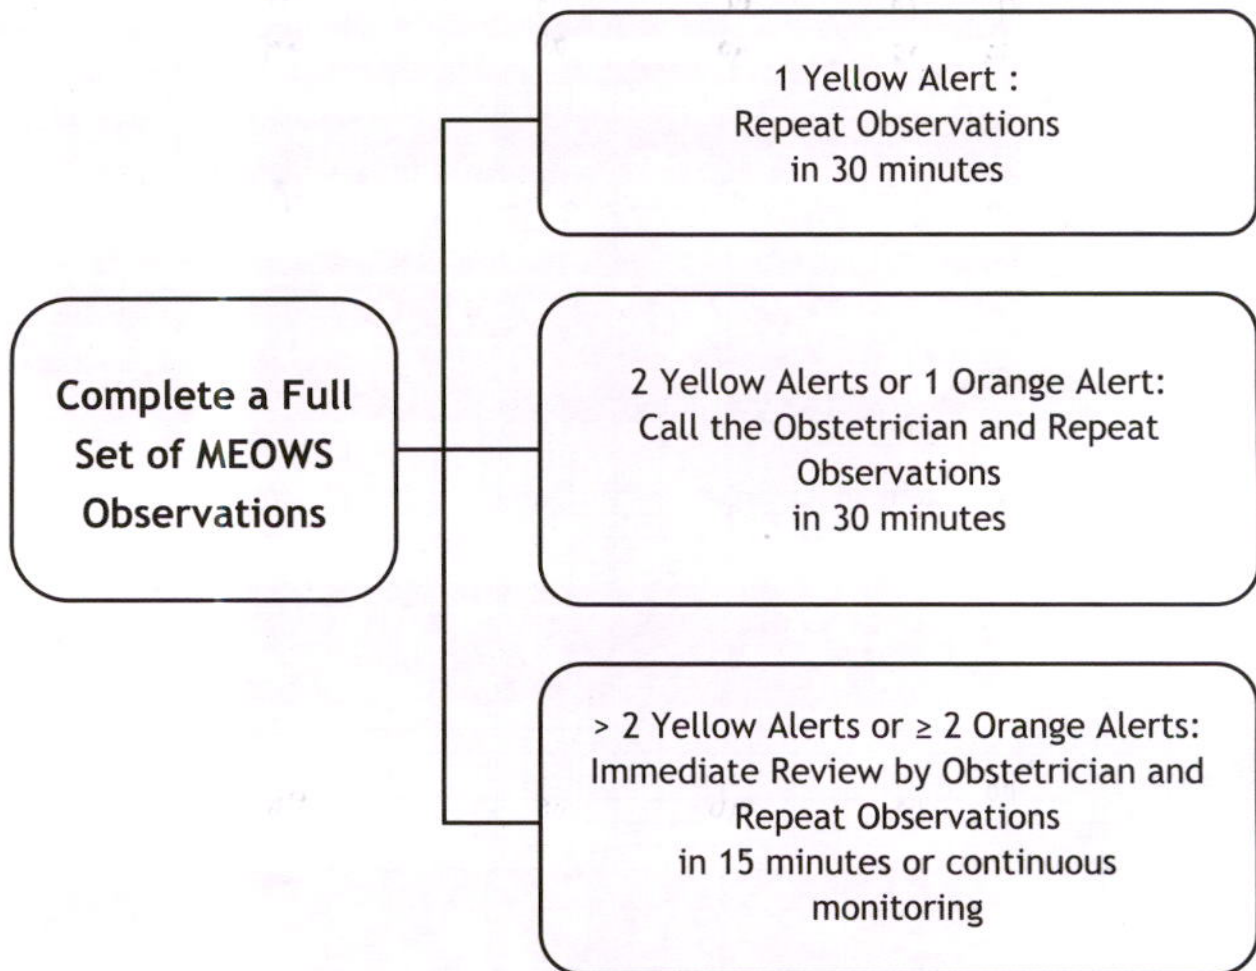 Complete a Full
Set of MEOWS
Observations
1 Yellow Alert :
Repeat Observations
in 30 minutes
2 Yellow Alerts or 1 Orange Alert:
Call the Obstetrician and Repeat
Observations
in 30 minutes
> 2 Yellow Alerts or ≥ 2 Orange Alerts:
Immediate Review by Obstetrician and
Repeat Observations
in 15 minutes or continuous
monitoring